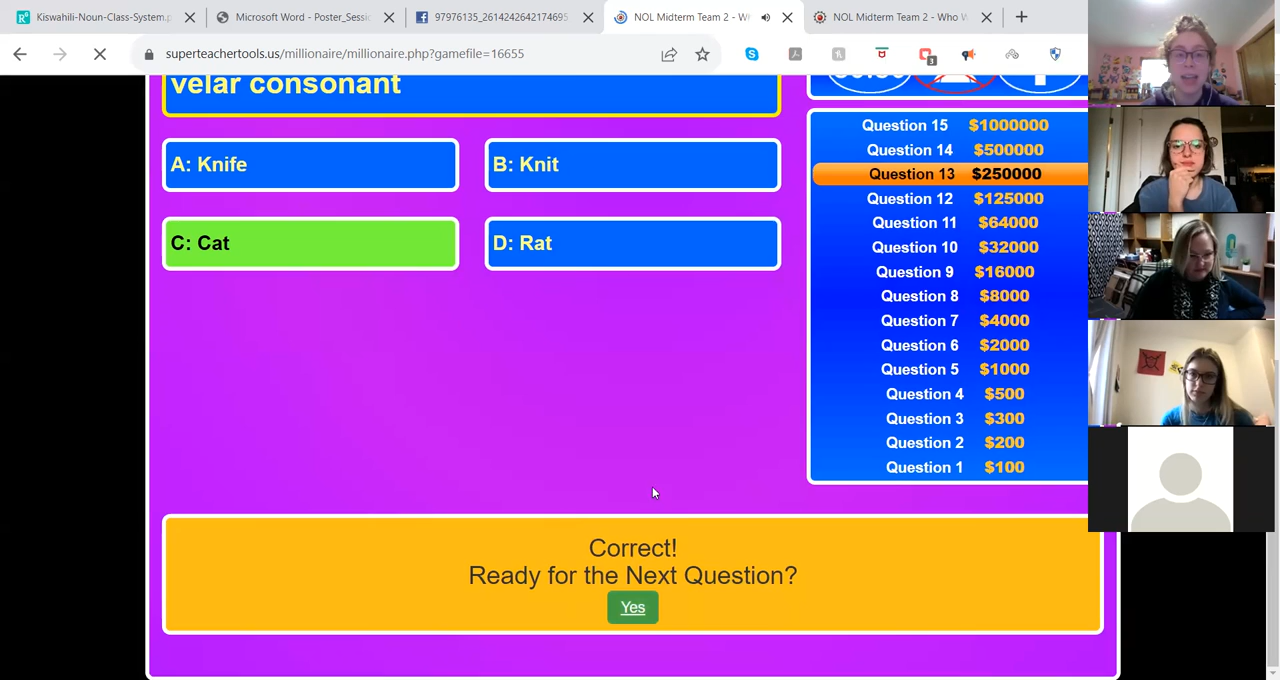 Kiswahili-Noun-Class-System.p
Microsoft Word - Poster_Sessi
97976135_2614242642174695
NOL Midterm Team 2 - Wh
NOL Midterm Team 2 - Who W
superteachertools.us/millionaire/millionaire.php?gamefile=16655
3
velar consonant
A: Knife
B: Knit
C: Cat
D: Rat
Question 15 $1000000
Question 14 $500000
Question 13 $250000
Question 12 $125000
Question 11 $64000
Question 10 $32000
Question 9 $16000
Question 8 $8000
Question 7 $4000
Question 6 $2000
Question 5 $1000
Question 4 $500
Question 3 $300
Question 2 $200
Question 1 $100
Correct!
Ready for the Next Question?
Yes